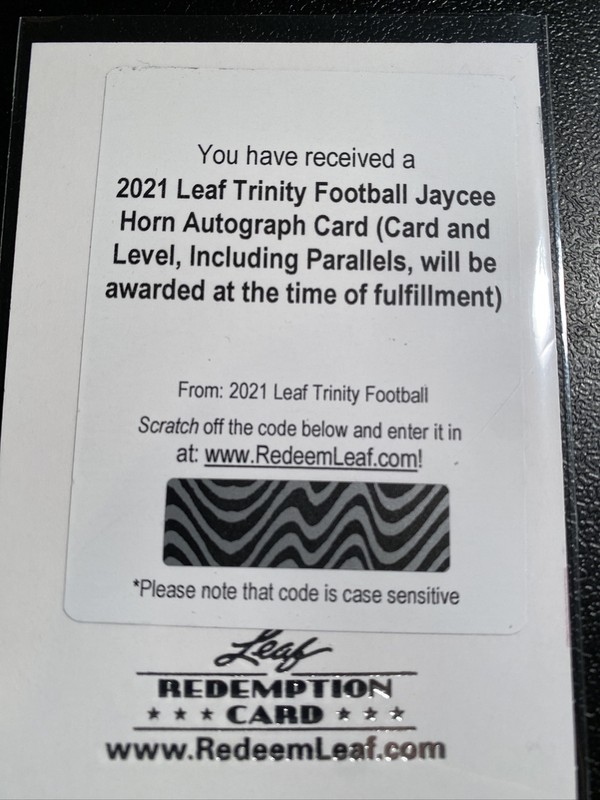 You have received a
2021 Leaf Trinity Football Jaycee
Horn Autograph Card (Card and
Level, Including Parallels, will be
awarded at the time of fulfillment)
From: 2021 Leaf Trinity Football
Scratch off the code below and enter it in
at: www.RedeemLeaf.com!
*Please note that code is case sensitive
Leaf
REDEMPTION
★ ★ ★ CARD ★ ★ ★
www.RedeemLeaf.com